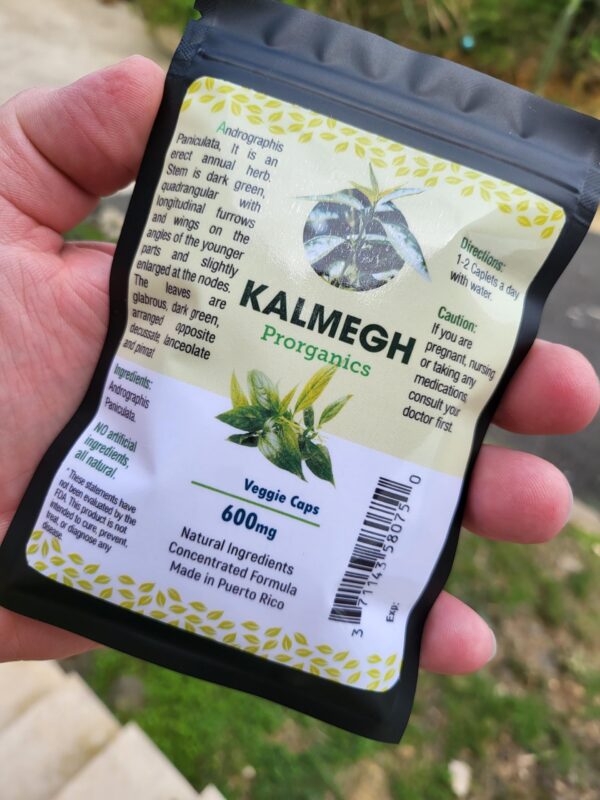 Andrographis
Paniculata, It is an
erect annual herb.
Stem is dark green,
quadrangular with
longitudinal furrows
and wings on the
angles of the younger
parts and slightly
enlarged at the nodes.
The leaves are
glabrous, dark green,
arranged opposite
decussate, lanceolate
and pinnat
KALMEGH
Prorganics
Directions:
1-2 Caplets a day
with water.
Caution:
If you are
pregnant, nursing
or taking any
medications,
consult your
doctor first.
Ingredients:
Andrographis
Paniculata.
NO artificial
ingredients,
all natural.
* These statements have
not been evaluated by the
FDA. This product is not
intended to cure, prevent,
treat, or diagnose any
disease.
Veggie Caps
600mg
Natural Ingredients
Concentrated Formula
Made in Puerto Rico
3 71143 58075 0
Exp: